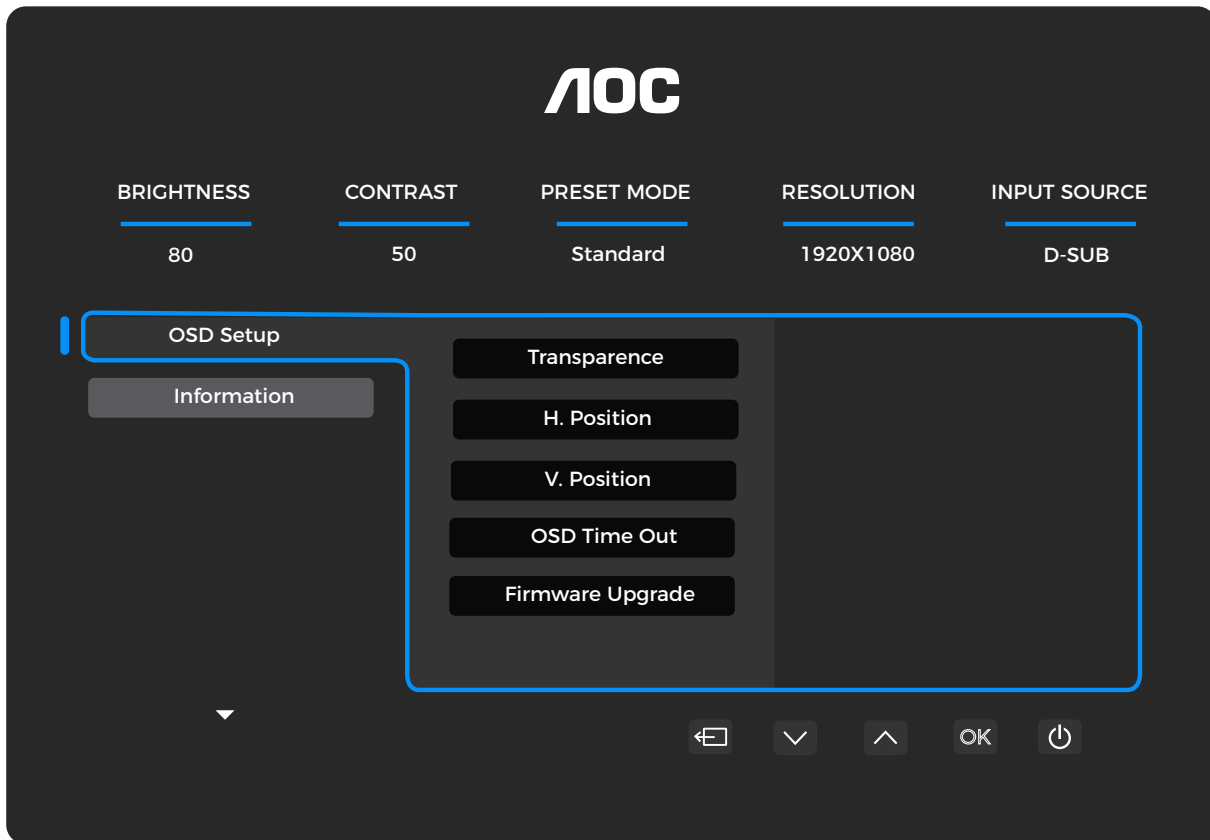 AOC
BRIGHTNESS CONTRAST PRESET MODE RESOLUTION INPUT SOURCE
80 50 Standard 1920X1080 D-SUB
OSD Setup
Transparence
Information
H. Position
V. Position
OSD Time Out
Firmware Upgrade
OK